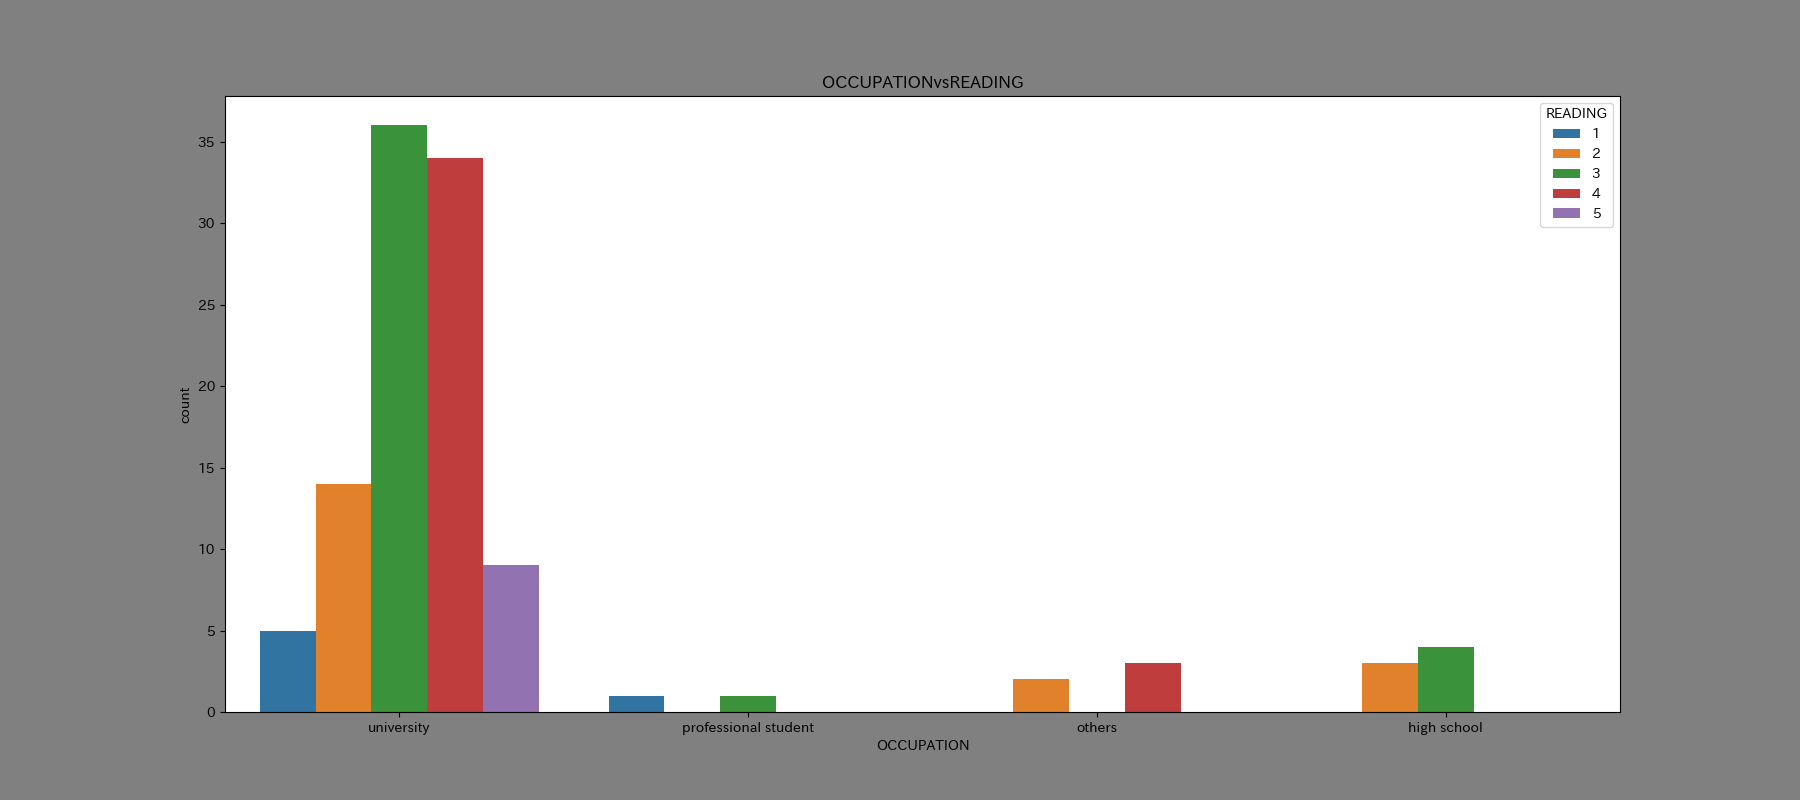 OCCUPATIONvsREADING
READING
1
2
3
4
5
35
30
25
20
15
10
5
0
count
university
professional student
others
high school
OCCUPATION